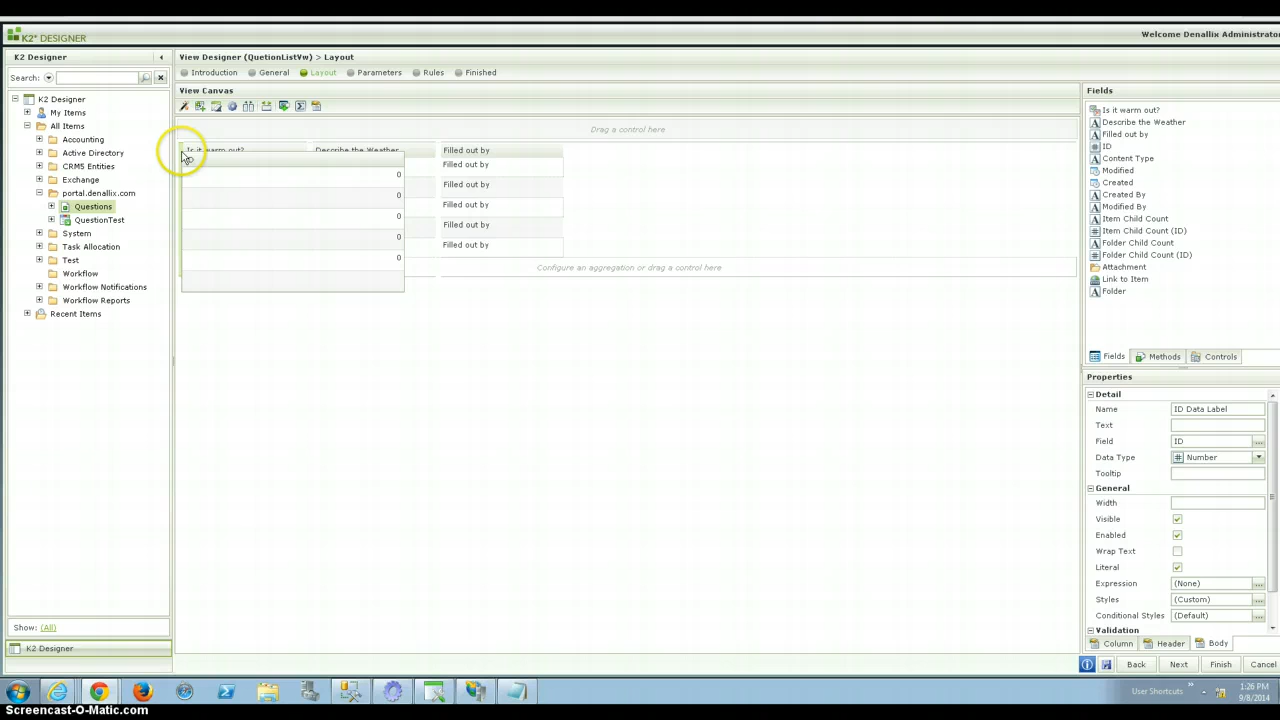 K2* DESIGNER
Welcome Denallix Administrator
K2 Designer
View Designer (QuetionListVw) > Layout
Search:
Introduction General Layout Parameters Rules Finished
View Canvas
Fields
K2 Designer
My Items
All Items
Accounting
Active Directory
CRM5 Entities
Exchange
portal.denallix.com
Questions
QuestionTest
System
Task Allocation
Test
Workflow
Workflow Notifications
Workflow Reports
Recent Items
Show: (All)
K2 Designer
Drag a control here
Is it warm out? Describe the Weather Filled out by
0 Filled out by
0 Filled out by
0 Filled out by
0 Filled out by
0 Filled out by
Configure an aggregation or drag a control here
Is it warm out?
Describe the Weather
Filled out by
ID
Content Type
Modified
Created
Created By
Modified By
Item Child Count
Item Child Count (ID)
Folder Child Count
Folder Child Count (ID)
Attachment
Link to Item
Folder
Fields Methods Controls
Properties
Detail
Name ID Data Label
Text
Field ID ...
Data Type # Number
Tooltip
General
Width
Visible
Enabled
Wrap Text
Literal
Expression (None) ...
Styles (Custom) ...
Conditional Styles (Default) ...
Validation
Column Header Body
Back Next Finish Cancel
User Shortcuts »
1:26 PM
9/8/2014
Screencast-O-Matic.com